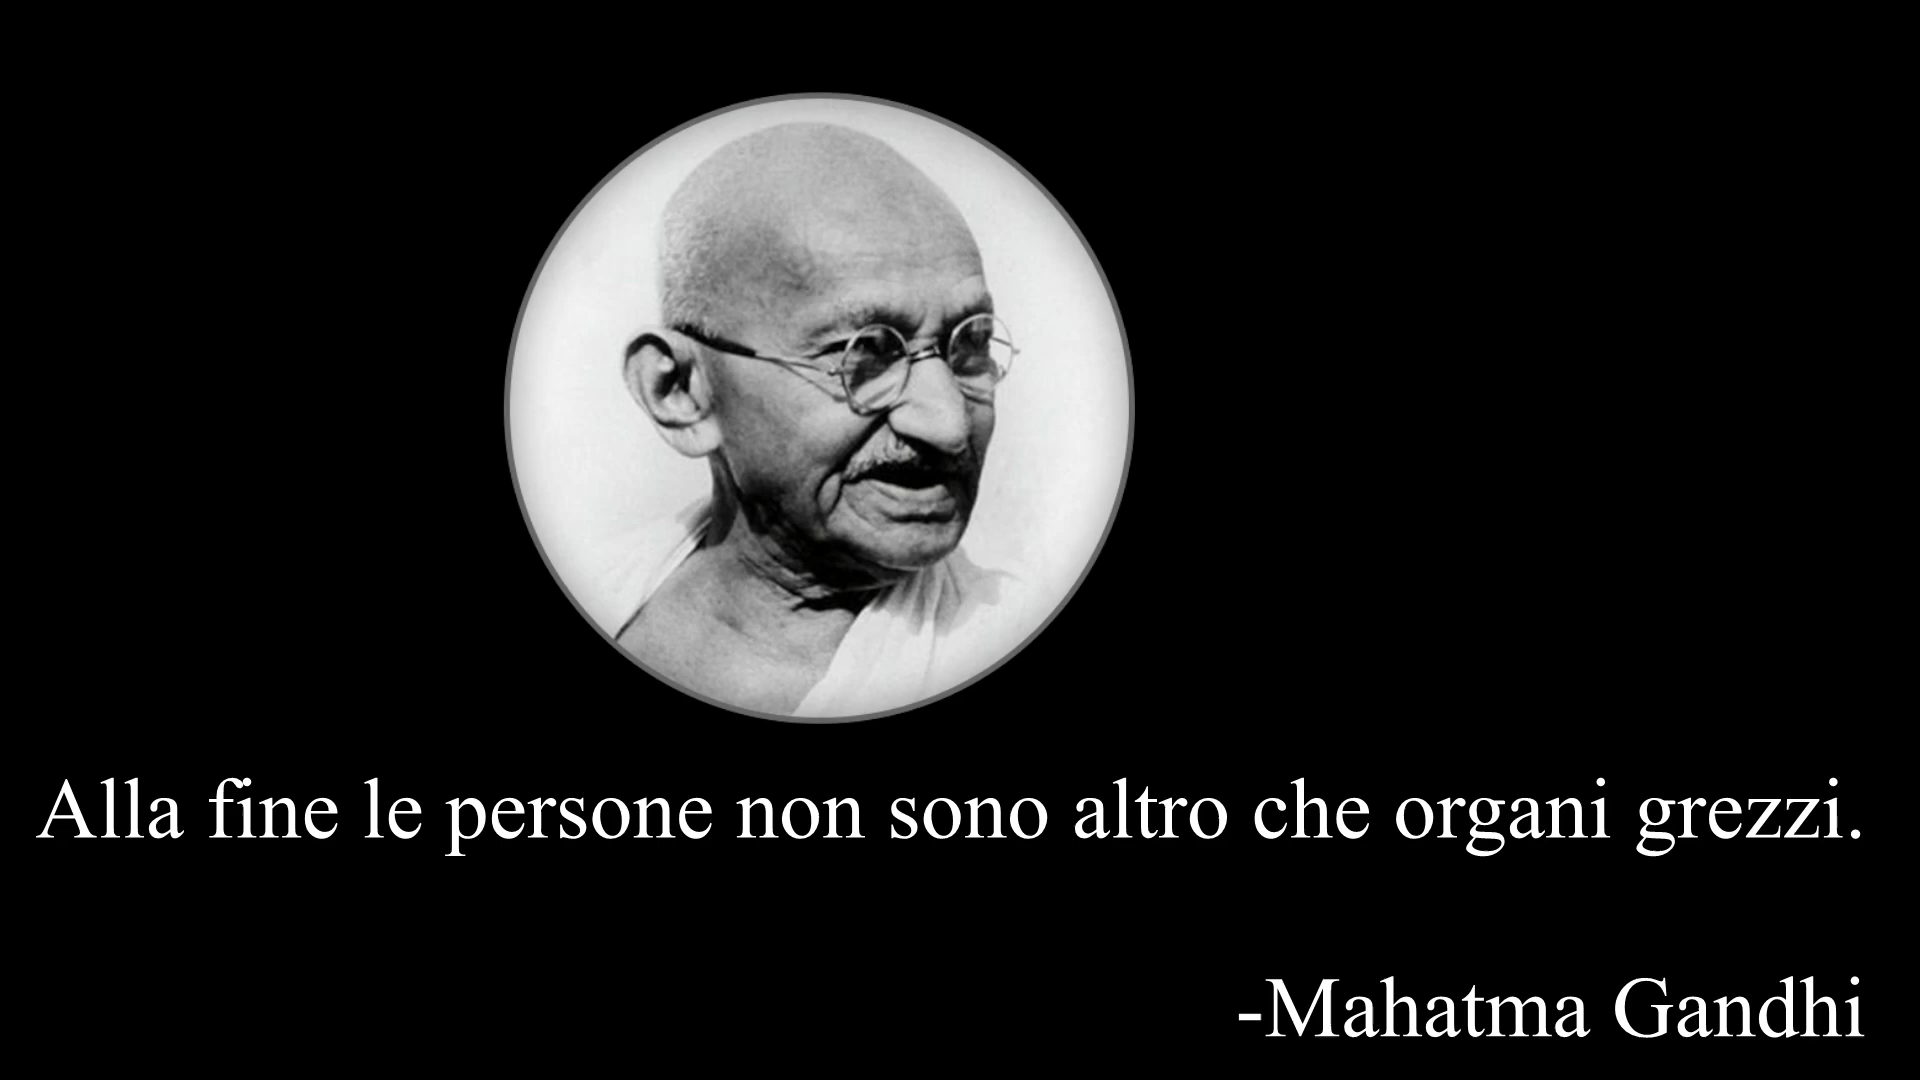 Alla fine le persone non sono altro che organi grezzi.
-Mahatma Gandhi